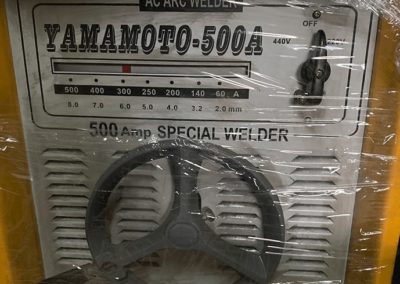 AC ARC WELDER
YAMAMOTO-500A
OFF
440V 220V
500 400 300 250 200 140 60 A
8.0 7.0 6.0 5.0 4.0 3.2 2.0 mm
500 Amp SPECIAL WELDER